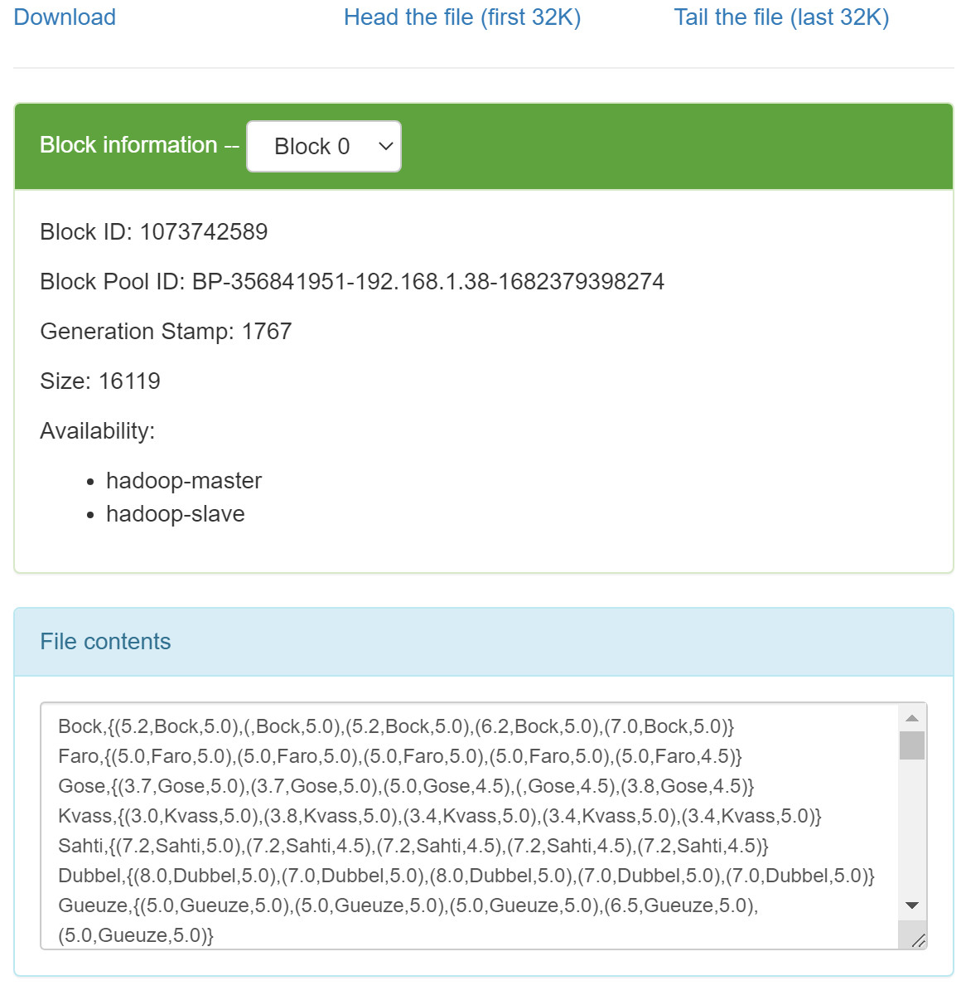 Download Head the file (first 32K) Tail the file (last 32K)
Block information -- Block 0
Block ID: 1073742589
Block Pool ID: BP-356841951-192.168.1.38-1682379398274
Generation Stamp: 1767
Size: 16119
Availability:
• hadoop-master
• hadoop-slave
File contents
Bock,{(5.2,Bock,5.0),(,Bock,5.0),(5.2,Bock,5.0),(6.2,Bock,5.0),(7.0,Bock,5.0)}
Faro,{(5.0,Faro,5.0),(5.0,Faro,5.0),(5.0,Faro,5.0),(5.0,Faro,5.0),(5.0,Faro,4.5)}
Gose,{(3.7,Gose,5.0),(3.7,Gose,5.0),(5.0,Gose,4.5),(,Gose,4.5),(3.8,Gose,4.5)}
Kvass,{(3.0,Kvass,5.0),(3.8,Kvass,5.0),(3.4,Kvass,5.0),(3.4,Kvass,5.0),(3.4,Kvass,5.0)}
Sahti,{(7.2,Sahti,5.0),(7.2,Sahti,4.5),(7.2,Sahti,4.5),(7.2,Sahti,4.5),(7.2,Sahti,4.5)}
Dubbel,{(8.0,Dubbel,5.0),(7.0,Dubbel,5.0),(8.0,Dubbel,5.0),(7.0,Dubbel,5.0),(7.0,Dubbel,5.0)}
Gueuze,{(5.0,Gueuze,5.0),(5.0,Gueuze,5.0),(5.0,Gueuze,5.0),(6.5,Gueuze,5.0),
(5.0,Gueuze,5.0)}